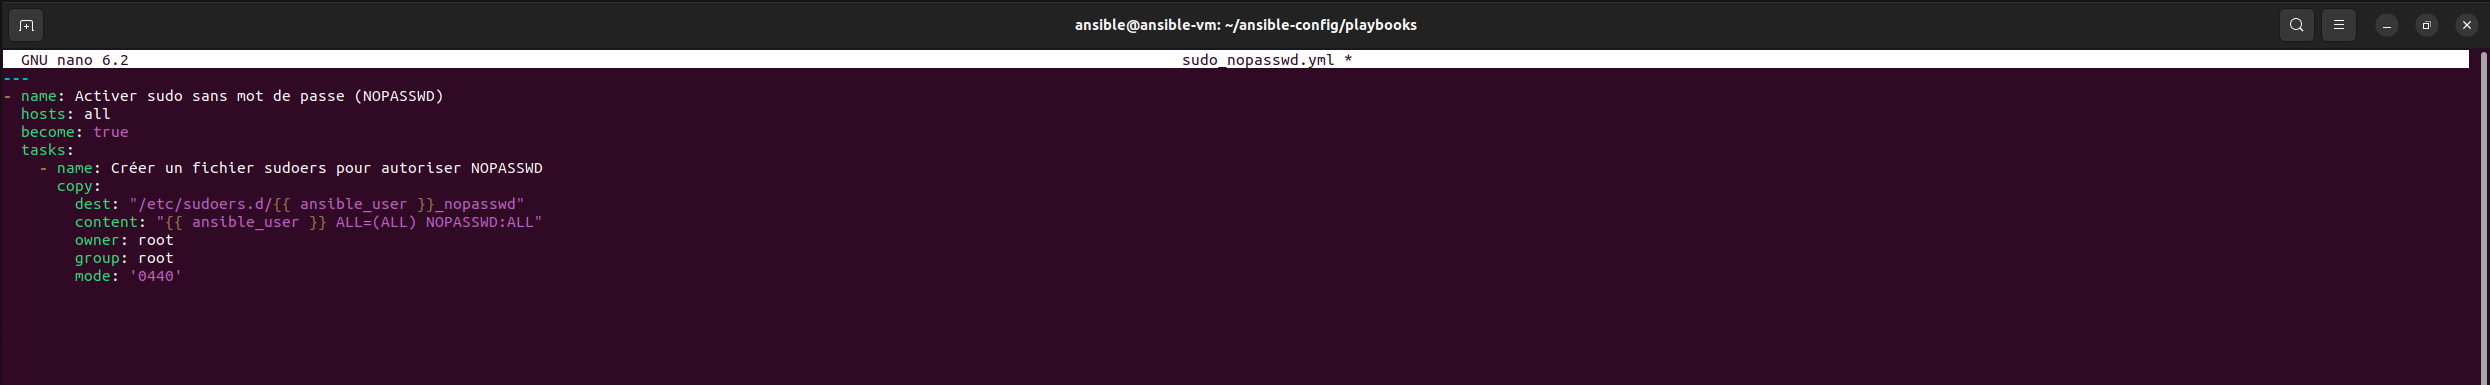 ansible@ansible-vm: ~/ansible-config/playbooks
GNU nano 6.2 sudo_nopasswd.yml *
---
- name: Activer sudo sans mot de passe (NOPASSWD)
  hosts: all
  become: true
  tasks:
    - name: Créer un fichier sudoers pour autoriser NOPASSWD
      copy:
        dest: "/etc/sudoers.d/{{ ansible_user }}_nopasswd"
        content: "{{ ansible_user }} ALL=(ALL) NOPASSWD:ALL"
        owner: root
        group: root
        mode: '0440'